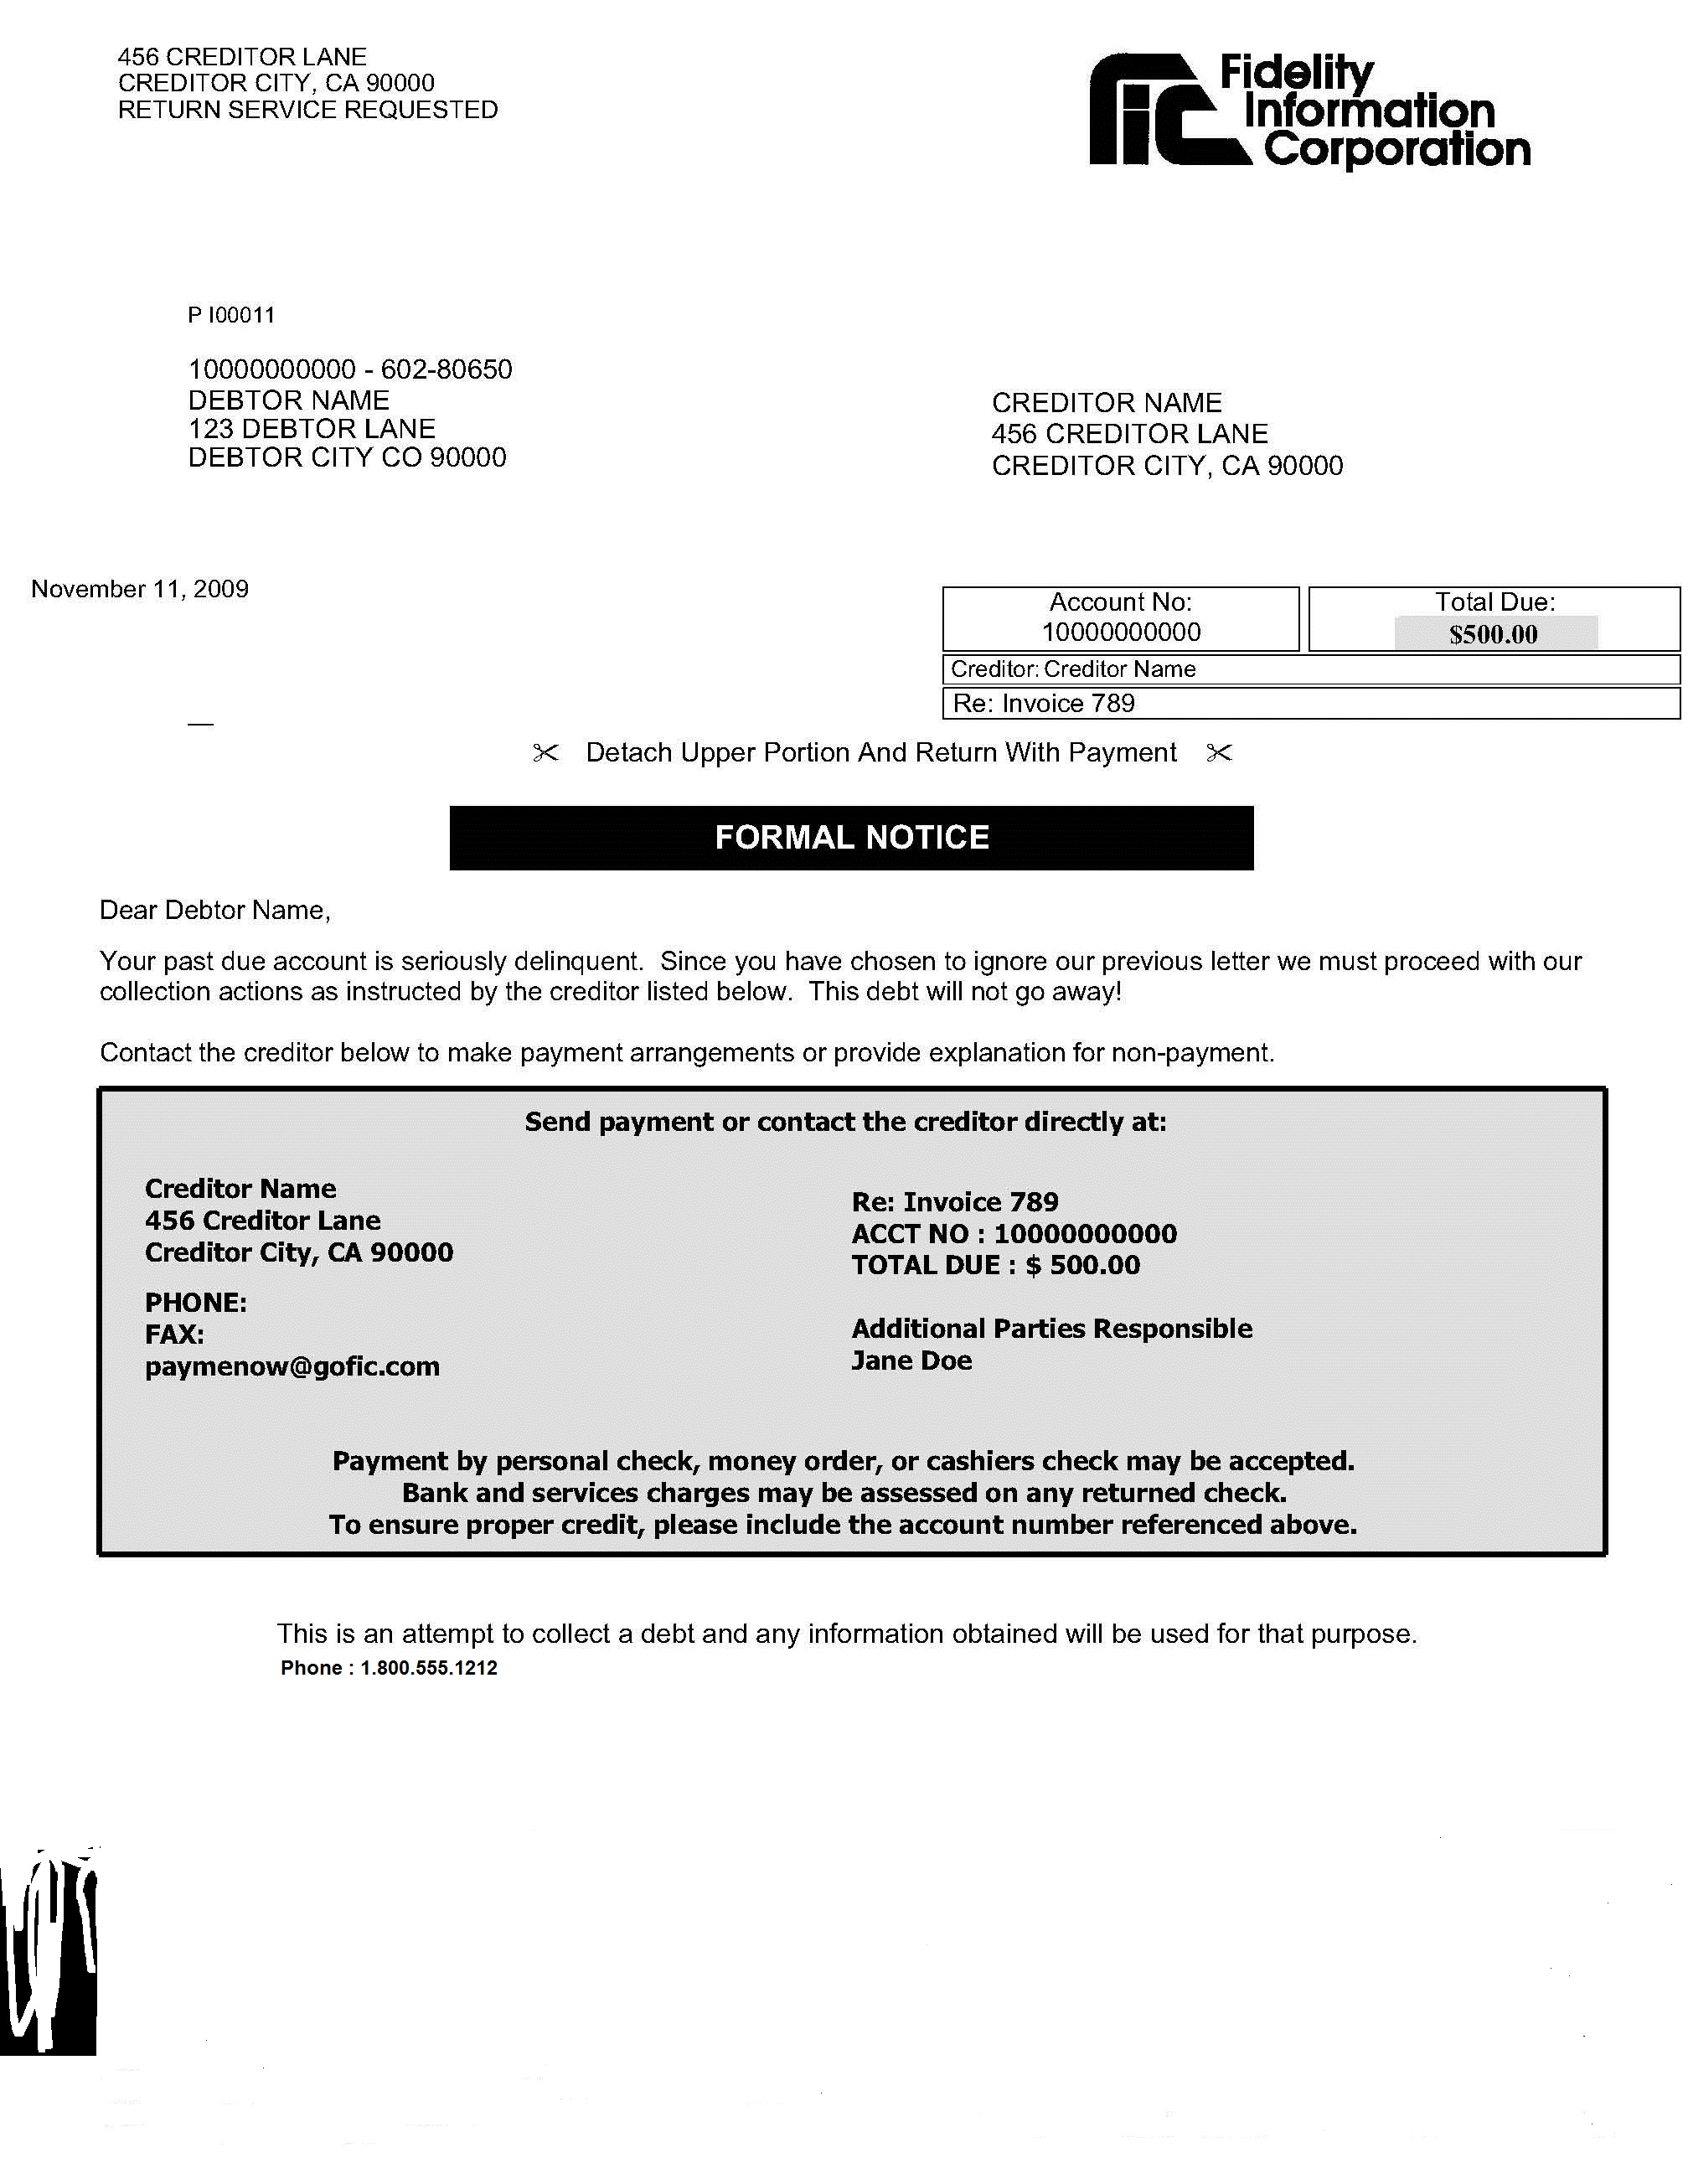 456 CREDITOR LANE
CREDITOR CITY, CA 90000
RETURN SERVICE REQUESTED
fic
Fidelity
Information
Corporation
P I00011
10000000000 - 602-80650
DEBTOR NAME
123 DEBTOR LANE
DEBTOR CITY CO 90000
CREDITOR NAME
456 CREDITOR LANE
CREDITOR CITY, CA 90000
November 11, 2009
Account No:
10000000000
Total Due:
$500.00
Creditor: Creditor Name
Re: Invoice 789
Detach Upper Portion And Return With Payment
FORMAL NOTICE
Dear Debtor Name,
Your past due account is seriously delinquent.  Since you have chosen to ignore our previous letter we must proceed with our
collection actions as instructed by the creditor listed below.  This debt will not go away!
Contact the creditor below to make payment arrangements or provide explanation for non-payment.
Send payment or contact the creditor directly at:
Creditor Name
456 Creditor Lane
Creditor City, CA 90000
PHONE:
FAX:
paymenow@gofic.com
Re: Invoice 789
ACCT NO : 10000000000
TOTAL DUE : $ 500.00
Additional Parties Responsible
Jane Doe
Payment by personal check, money order, or cashiers check may be accepted.
Bank and services charges may be assessed on any returned check.
To ensure proper credit, please include the account number referenced above.
This is an attempt to collect a debt and any information obtained will be used for that purpose.
Phone : 1.800.555.1212